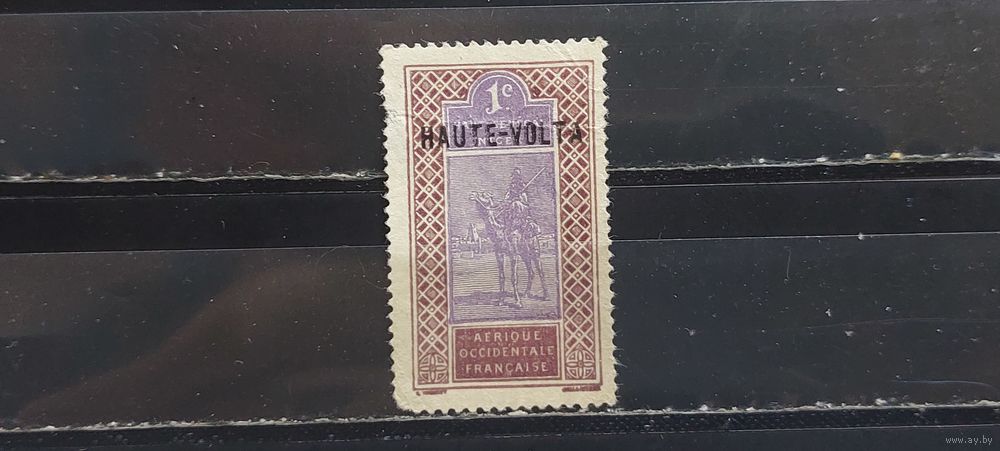 1c
HAUTE-VOLTA
AFRIQUE
OCCIDENTALE
FRANÇAISE
www.ay.by